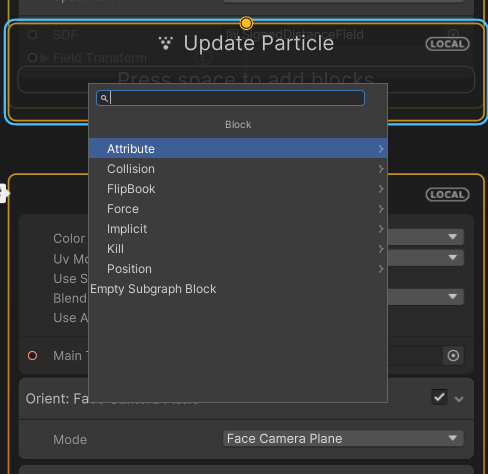 SDF
SignedDistanceField
Update Particle
LOCAL
Field Transform
Press space to add blocks
Block
Attribute
Collision
FlipBook
Force
Implicit
Kill
Position
Empty Subgraph Block
LOCAL
Color
Uv Mo
Use S
Blend
Use A
Main T
Orient: Face Camera Plane
Mode
Face Camera Plane